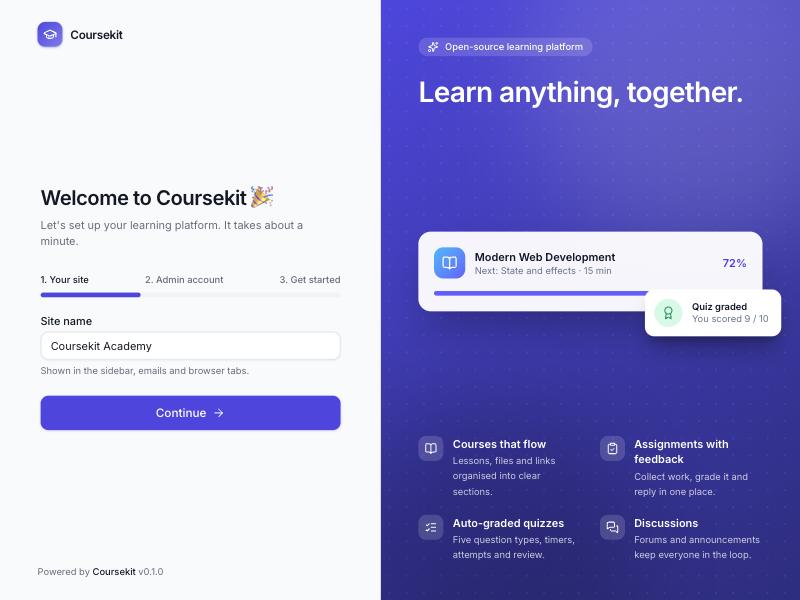 Coursekit
Welcome to Coursekit 🎉
Let's set up your learning platform. It takes about a
minute.
1. Your site
2. Admin account
3. Get started
Site name
Coursekit Academy
Shown in the sidebar, emails and browser tabs.
Continue →
Powered by Coursekit v0.1.0
Open-source learning platform
Learn anything, together.
Modern Web Development
Next: State and effects · 15 min
72%
Quiz graded
You scored 9 / 10
Courses that flow
Lessons, files and links
organised into clear
sections.
Assignments with
feedback
Collect work, grade it and
reply in one place.
Auto-graded quizzes
Five question types, timers,
attempts and review.
Discussions
Forums and announcements
keep everyone in the loop.